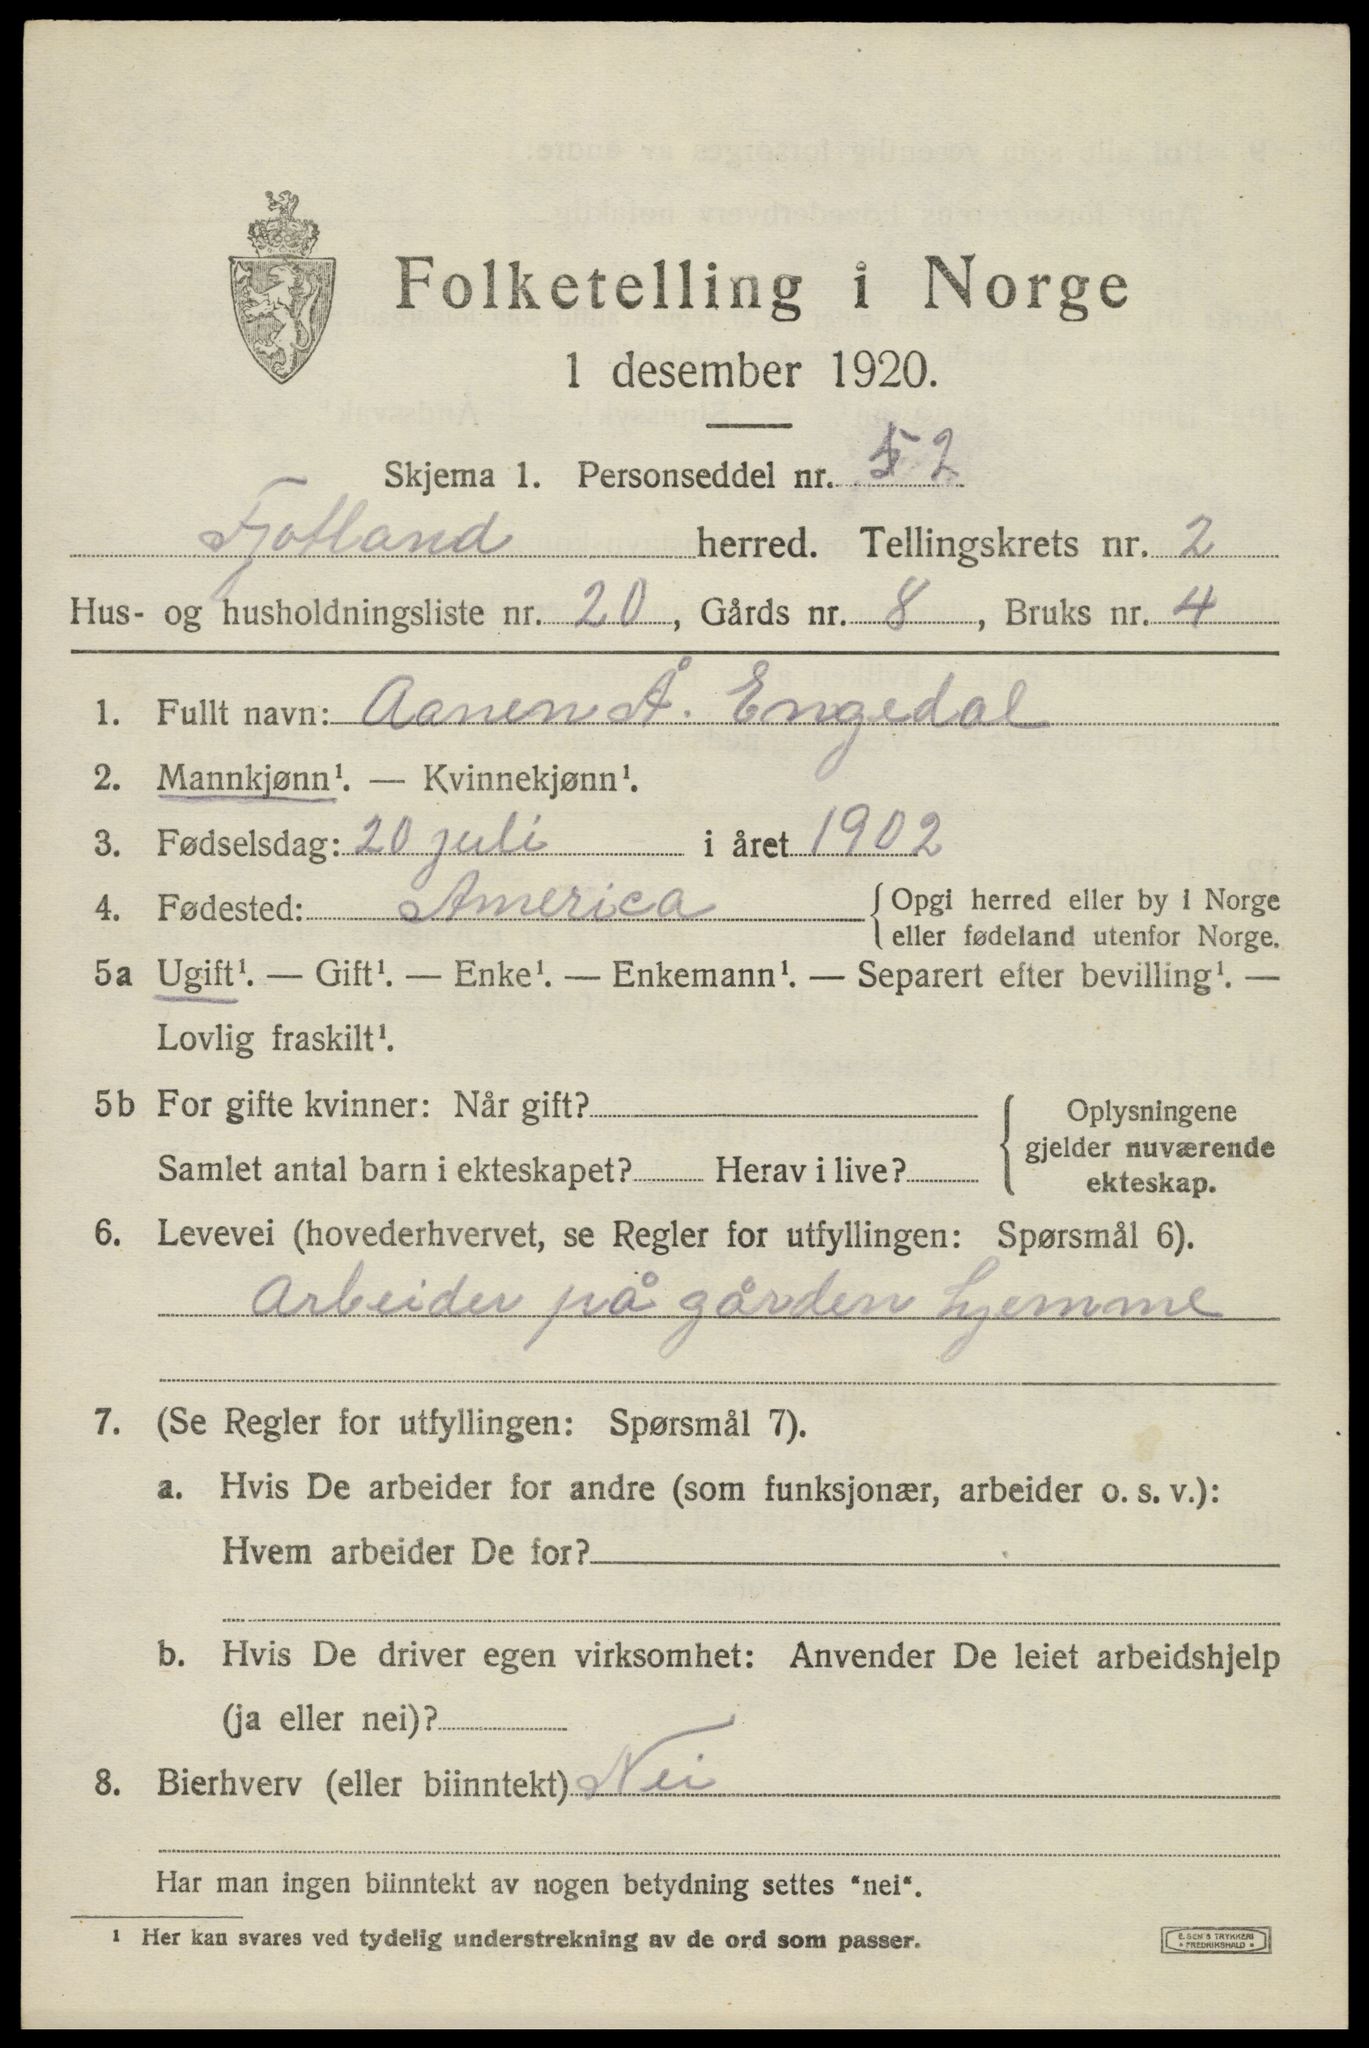 Folketelling i Norge
1 desember 1920.
Skjema 1. Personseddel nr. 52
Fjotland herred. Tellingskrets nr. 2
Hus- og husholdningsliste nr. 20, Gårds nr. 8, Bruks nr. 4
1. Fullt navn: Aanen Å. Engedal
2. Mannkjønn¹. — Kvinnekjønn¹.
3. Fødselsdag: 20 juli i året 1902
4. Fødested: America {Opgi herred eller by i Norge
eller fødeland utenfor Norge.
5a Ugift¹. — Gift¹. — Enke¹. — Enkemann¹. — Separert efter bevilling¹. —
Lovlig fraskilt¹.
5b For gifte kvinner: Når gift?
Samlet antal barn i ekteskapet? Herav i live?
Oplysningene
gjelder nuværende
ekteskap.
6. Levevei (hovederhvervet, se Regler for utfyllingen: Spørsmål 6).
Arbeider på gården hjemme
7. (Se Regler for utfyllingen: Spørsmål 7).
a. Hvis De arbeider for andre (som funksjonær, arbeider o. s. v.):
Hvem arbeider De for?
b. Hvis De driver egen virksomhet: Anvender De leiet arbeidshjelp
(ja eller nei)?
8. Bierhverv (eller biinntekt) Nei
Har man ingen biinntekt av nogen betydning settes "nei".
¹ Her kan svares ved tydelig understrekning av de ord som passer.
E. SEM'S TRYKKERI
• FREDRIKSHALD •